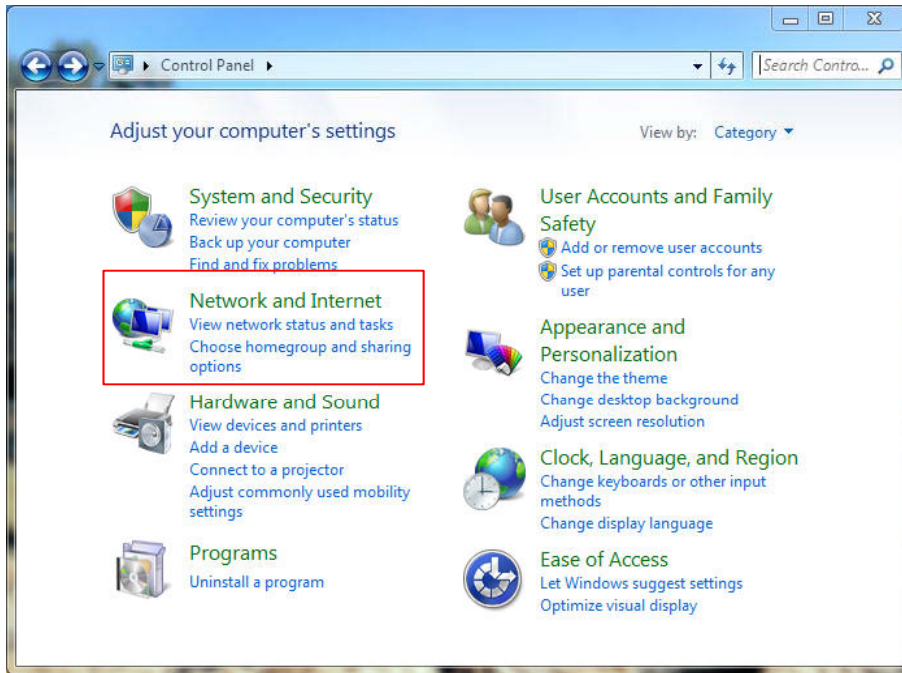 Control Panel
Search Contro...
Adjust your computer's settings
View by: Category
System and Security
Review your computer's status
Back up your computer
Find and fix problems
Network and Internet
View network status and tasks
Choose homegroup and sharing
options
Hardware and Sound
View devices and printers
Add a device
Connect to a projector
Adjust commonly used mobility
settings
Programs
Uninstall a program
User Accounts and Family
Safety
Add or remove user accounts
Set up parental controls for any
user
Appearance and
Personalization
Change the theme
Change desktop background
Adjust screen resolution
Clock, Language, and Region
Change keyboards or other input
methods
Change display language
Ease of Access
Let Windows suggest settings
Optimize visual display